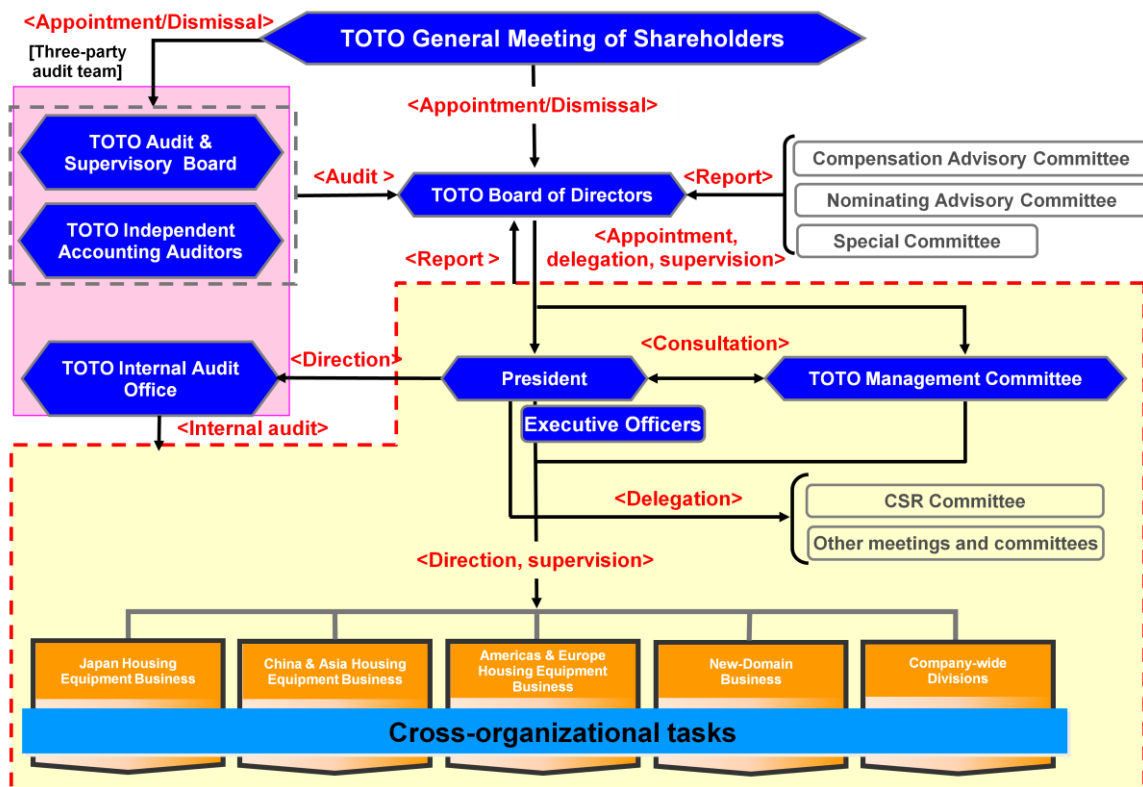 <Appointment/Dismissal>
TOTO General Meeting of Shareholders
[Three-party
audit team]
<Appointment/Dismissal>
TOTO Audit &
Supervisory Board
Compensation Advisory Committee
<Audit >
TOTO Board of Directors
<Report>
Nominating Advisory Committee
TOTO Independent
Accounting Auditors
Special Committee
<Report >
<Appointment,
delegation, supervision>
TOTO Internal Audit
Office
<Direction>
President
<Consultation>
TOTO Management Committee
Executive Officers
<Internal audit>
<Delegation>
CSR Committee
Other meetings and committees
<Direction, supervision>
Japan Housing
Equipment Business
China & Asia Housing
Equipment Business
Americas & Europe
Housing Equipment
Business
New-Domain
Business
Company-wide
Divisions
Cross-organizational tasks